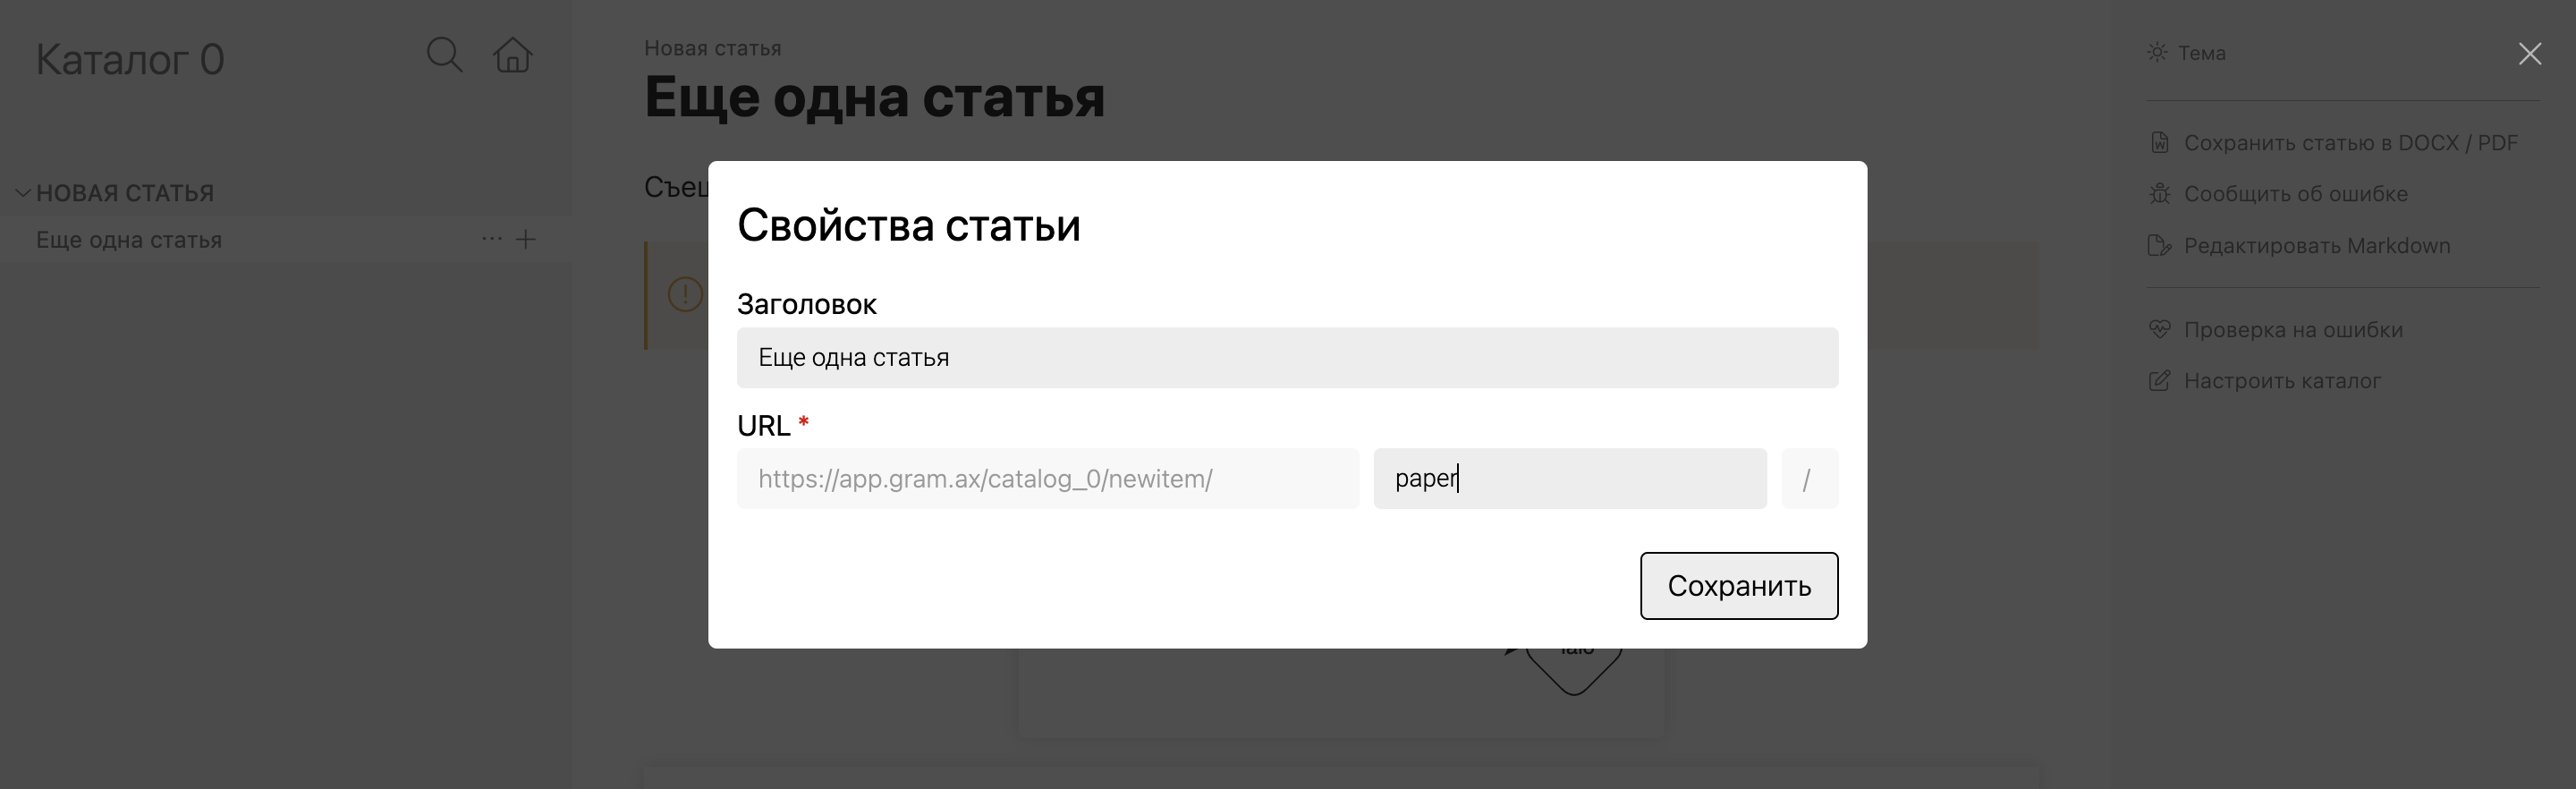 Каталог 0
НОВАЯ СТАТЬЯ
Еще одна статья
Новая статья
Еще одна статья
Свойства статьи
Заголовок
Еще одна статья
URL *
https://app.gram.ax/catalog_0/newitem/
paper
/
Сохранить
Тема
Сохранить статью в DOCX / PDF
Сообщить об ошибке
Редактировать Markdown
Проверка на ошибки
Настроить каталог